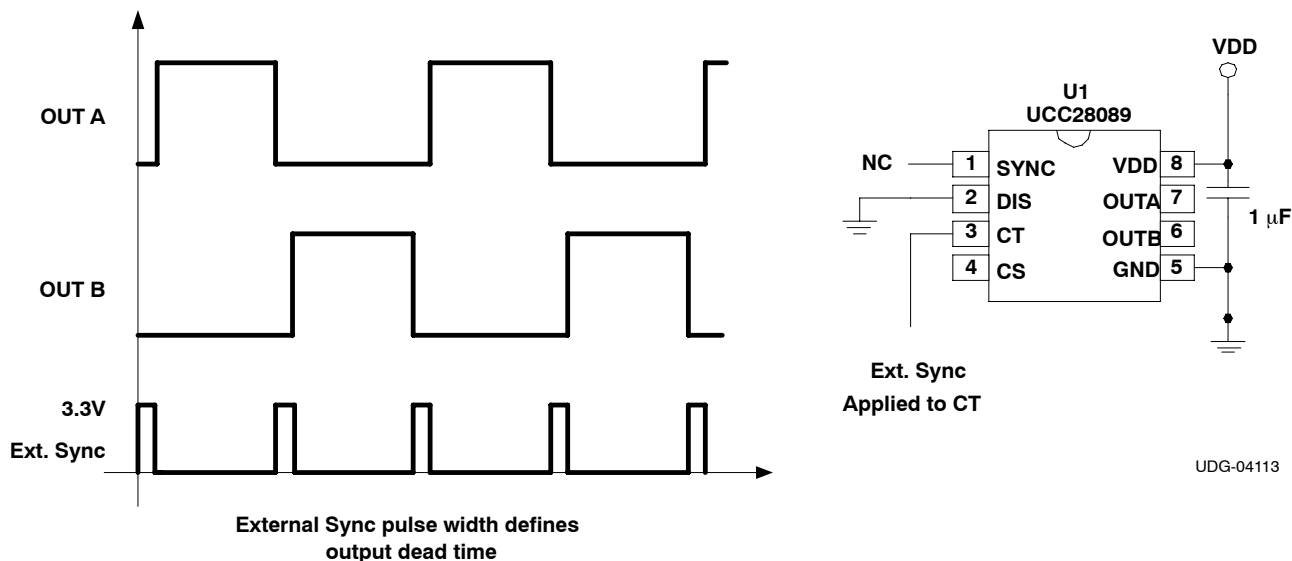 OUT A
OUT B
3.3V
Ext. Sync
External Sync pulse width defines
output dead time
VDD
U1
UCC28089
NC
1 SYNC VDD 8
2 DIS OUTA 7
3 CT OUTB 6
4 CS GND 5
1 μF
Ext. Sync
Applied to CT
UDG-04113